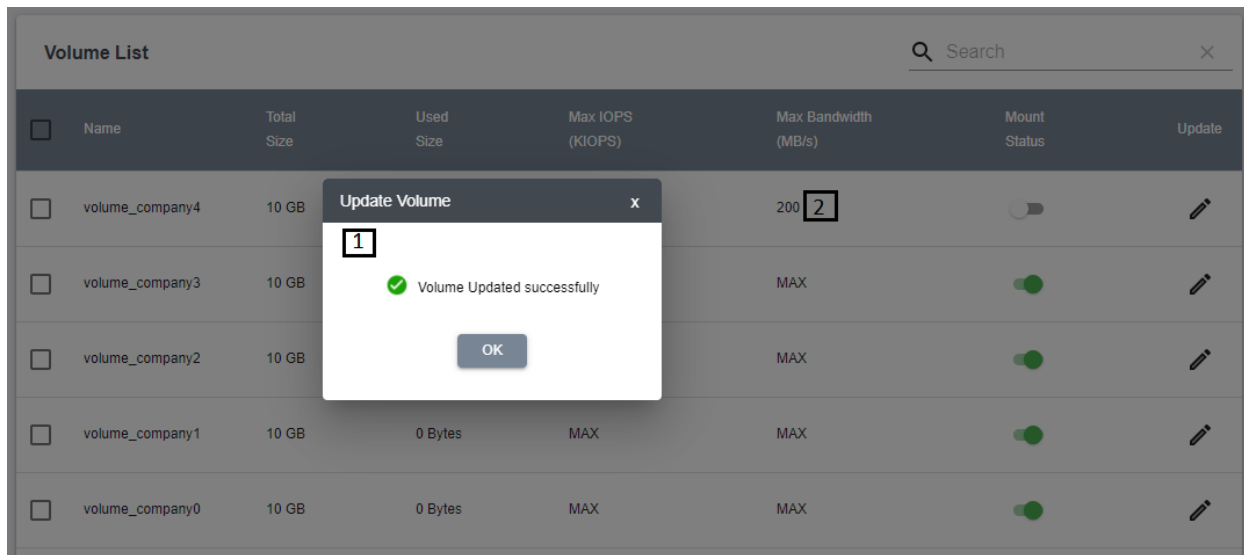 Volume List
Search
Name Total Size Used Size Max IOPS (KIOPS) Max Bandwidth (MB/s) Mount Status Update
volume_company4 10 GB 200 2
Update Volume x
1
volume_company3 10 GB MAX
Volume Updated successfully
volume_company2 10 GB MAX
OK
volume_company1 10 GB 0 Bytes MAX MAX
volume_company0 10 GB 0 Bytes MAX MAX